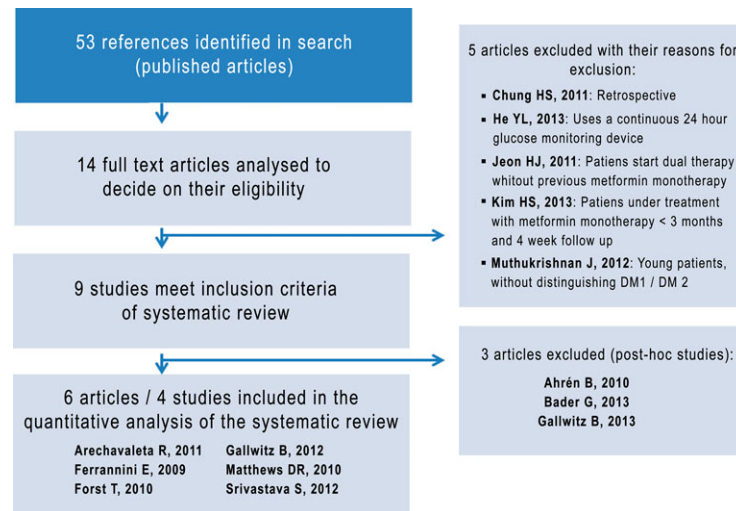 53 references identified in search
(published articles)
14 full text articles analysed to
decide on their eligibility
9 studies meet inclusion criteria
of systematic review
6 articles / 4 studies included in the
quantitative analysis of the systematic review
Arechavaleta R, 2011 Gallwitz B, 2012
Ferrannini E, 2009 Matthews DR, 2010
Forst T, 2010 Srivastava S, 2012
5 articles excluded with their reasons for
exclusion:
▪ Chung HS, 2011: Retrospective
▪ He YL, 2013: Uses a continuous 24 hour
glucose monitoring device
▪ Jeon HJ, 2011: Patiens start dual therapy
whitout previous metformin monotherapy
▪ Kim HS, 2013: Patiens under treatment
with metformin monotherapy < 3 months
and 4 week follow up
▪ Muthukrishnan J, 2012: Young patients,
without distinguishing DM1 / DM 2
3 articles excluded (post-hoc studies):
Ahrén B, 2010
Bader G, 2013
Gallwitz B, 2013